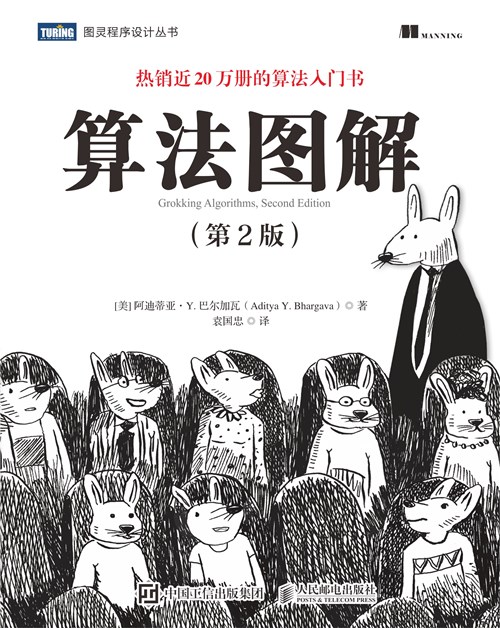 TURING 图灵程序设计丛书
MANNING
热销近20万册的算法入门书
算法图解
Grokking Algorithms, Second Edition
（第2版）
[美] 阿迪蒂亚·Y. 巴尔加瓦（Aditya Y. Bhargava）◎ 著
袁国忠 ◎ 译
中国工信出版集团
人民邮电出版社
POSTS & TELECOM PRESS